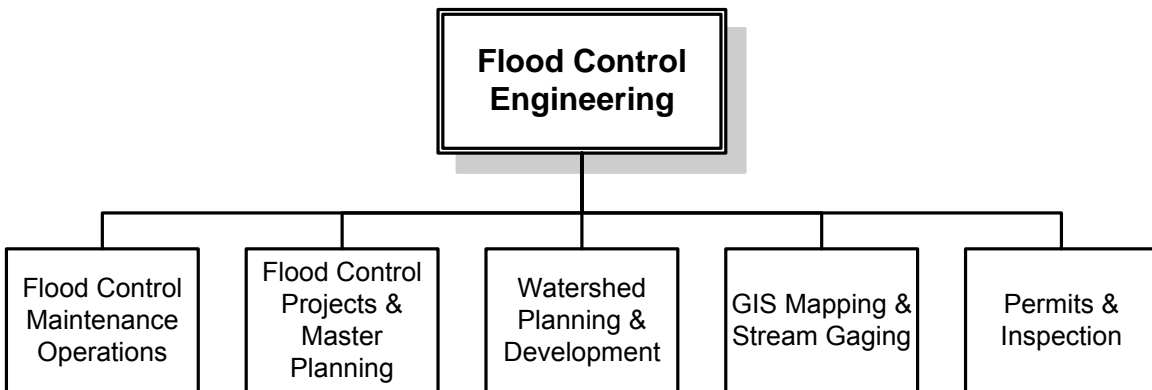 Flood Control
Engineering
Flood Control
Maintenance
Operations
Flood Control
Projects &
Master
Planning
Watershed
Planning &
Development
GIS Mapping &
Stream Gaging
Permits &
Inspection